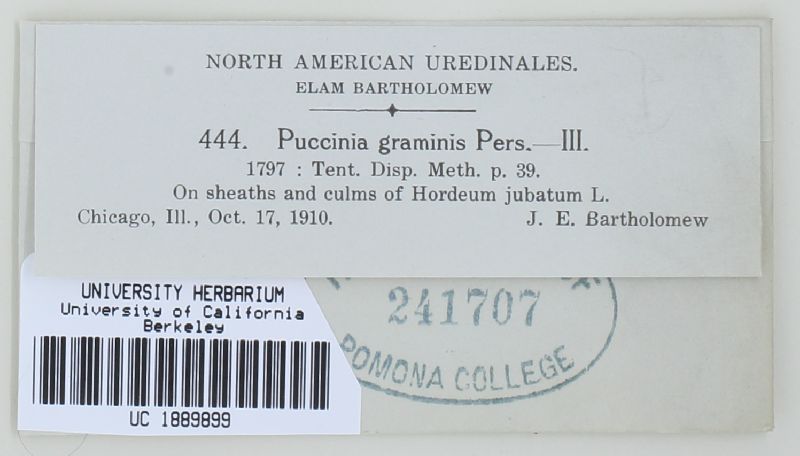 NORTH AMERICAN UREDINALES.
ELAM BARTHOLOMEW
444. Puccinia graminis Pers.—III.
1797 : Tent. Disp. Meth. p. 39.
On sheaths and culms of Hordeum jubatum L.
Chicago, Ill., Oct. 17, 1910. J. E. Bartholomew
241707
POMONA COLLEGE
UNIVERSITY HERBARIUM
University of California
Berkeley
UC 1889899